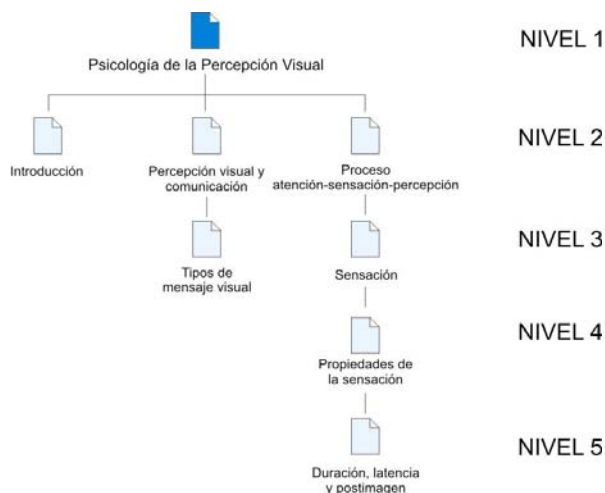 NIVEL 1
Psicología de la Percepción Visual
NIVEL 2
Introducción
Percepción visual y
comunicación
Proceso
atención-sensación-percepción
NIVEL 3
Tipos de
mensaje visual
Sensación
NIVEL 4
Propiedades de
la sensación
NIVEL 5
Duración, latencia
y postimagen